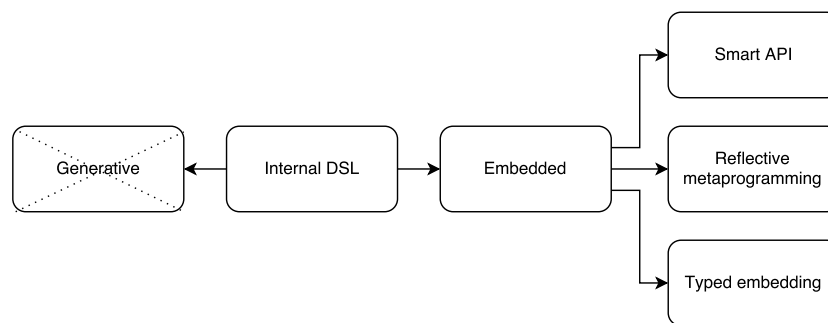 Smart API
Generative
Internal DSL
Embedded
Reflective
metaprogramming
Typed embedding